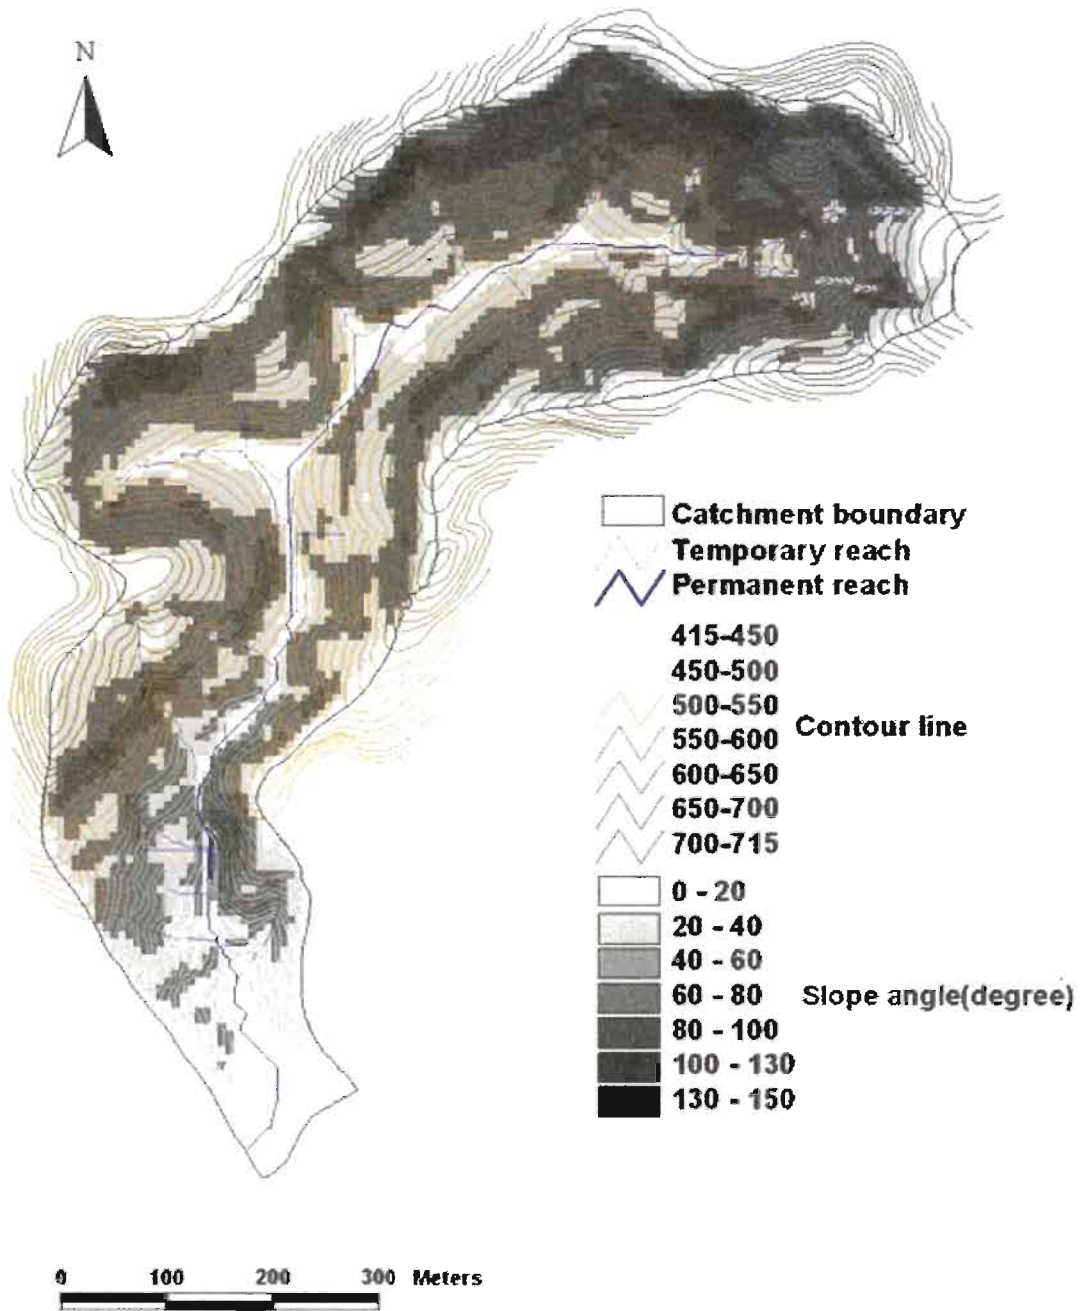 N
Catchment boundary
Temporary reach
Permanent reach
415-450
450-500
500-550
550-600
600-650
650-700
700-715
Contour line
0 - 20
20 - 40
40 - 60
60 - 80
80 - 100
100 - 130
130 - 150
Slope angle(degree)
0 100 200 300 Meters